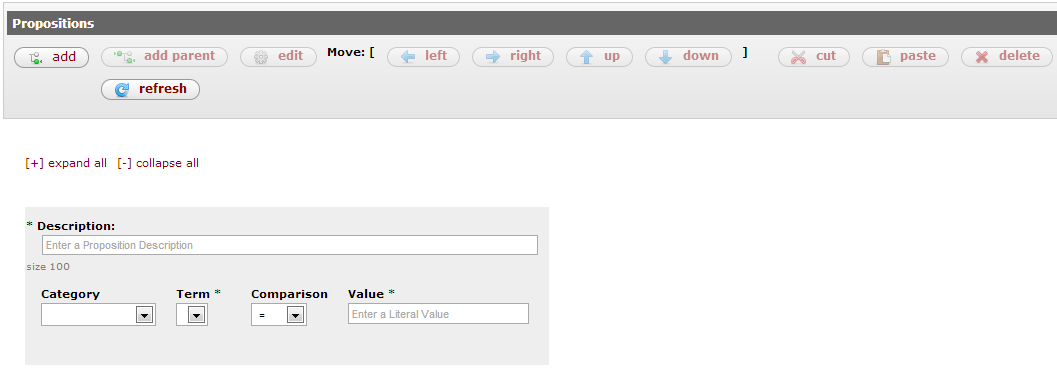 Propositions
add add parent edit Move: [ left right up down ] cut paste delete
refresh
[+] expand all [-] collapse all
* Description:
Enter a Proposition Description
size 100
Category Term * Comparison Value *
= Enter a Literal Value